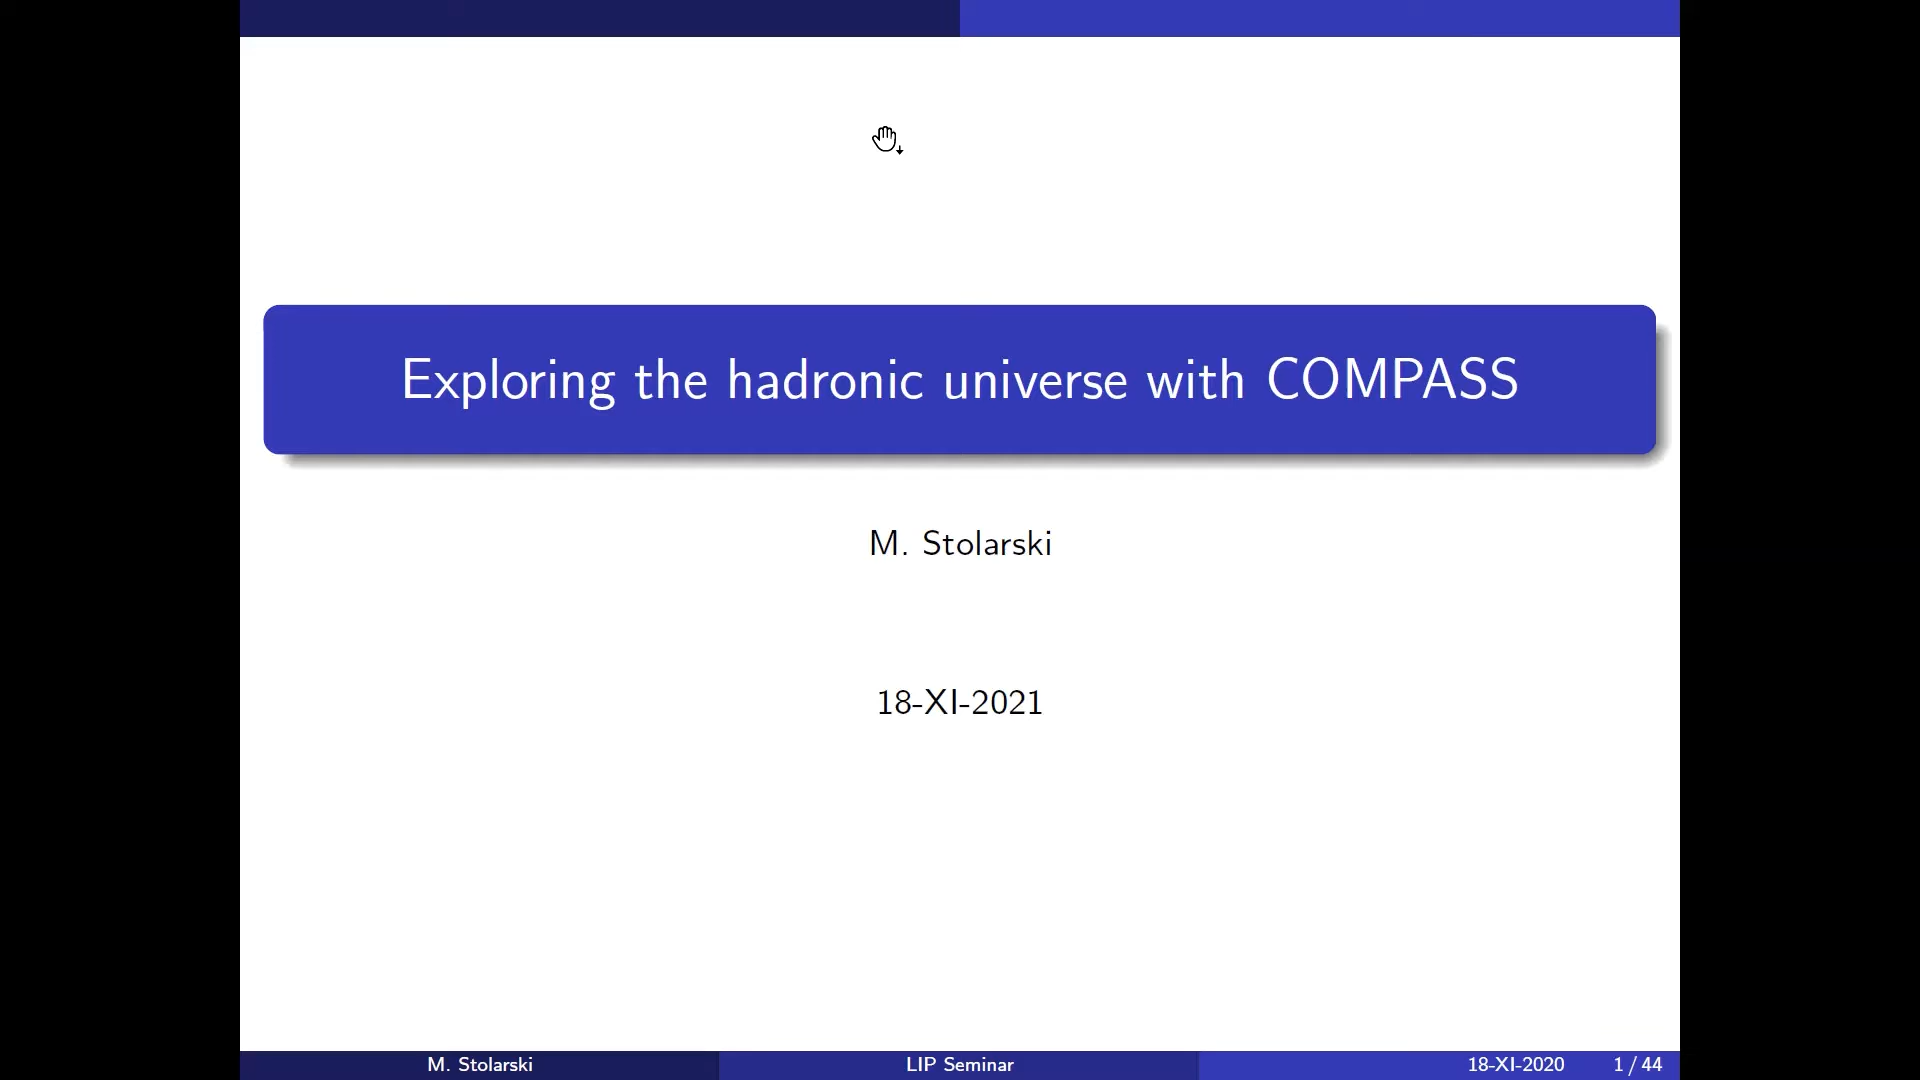 Exploring the hadronic universe with COMPASS
M. Stolarski
18-XI-2021
M. Stolarski LIP Seminar 18-XI-2020 1 / 44